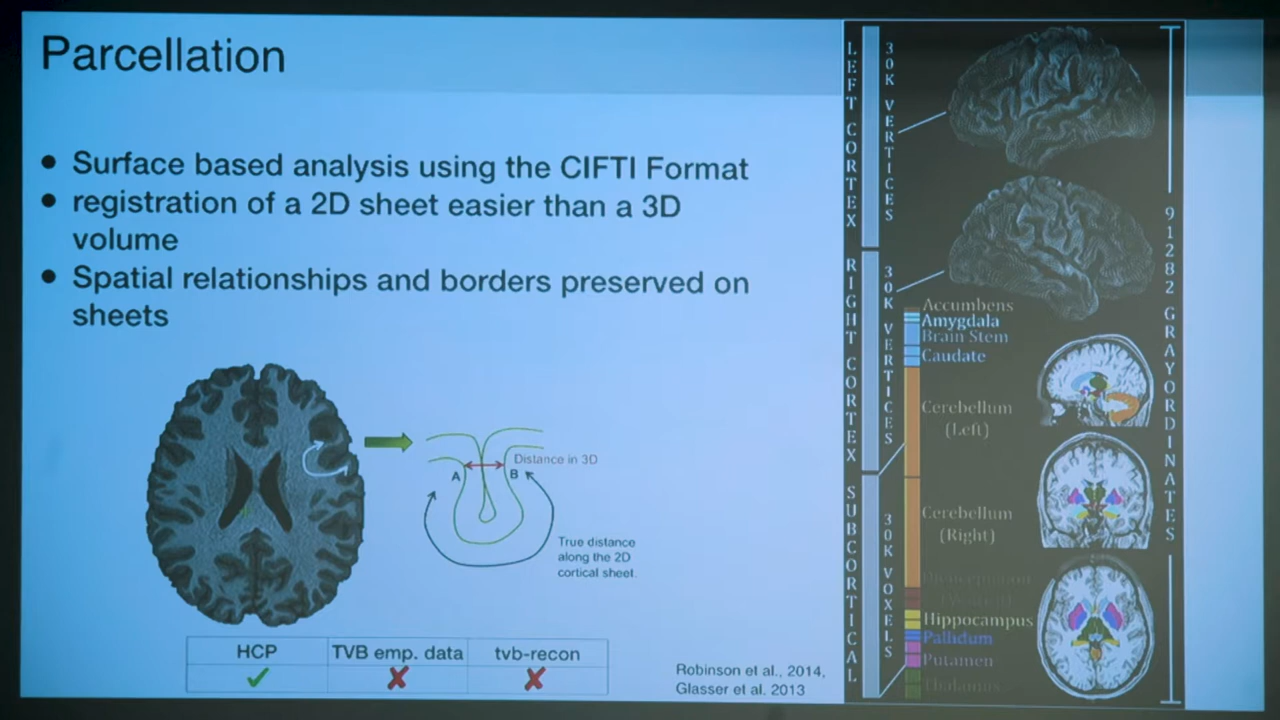 Parcellation
● Surface based analysis using the CIFTI Format
● registration of a 2D sheet easier than a 3D
volume
● Spatial relationships and borders preserved on
sheets
Distance in 3D
A
B
True distance
along the 2D
cortical sheet.
HCP TVB emp. data tvb-recon
✓ ✗ ✗
Robinson et al., 2014,
Glasser et al. 2013
LEFT CORTEX
30K VERTICES
RIGHT CORTEX
30K VERTICES
SUBCORTICAL
30K VOXELS
Accumbens
Amygdala
Brain Stem
Caudate
Cerebellum
(Left)
Cerebellum
(Right)
Hippocampus
Pallidum
Putamen
Thalamus
91282 GRAYORDINATES